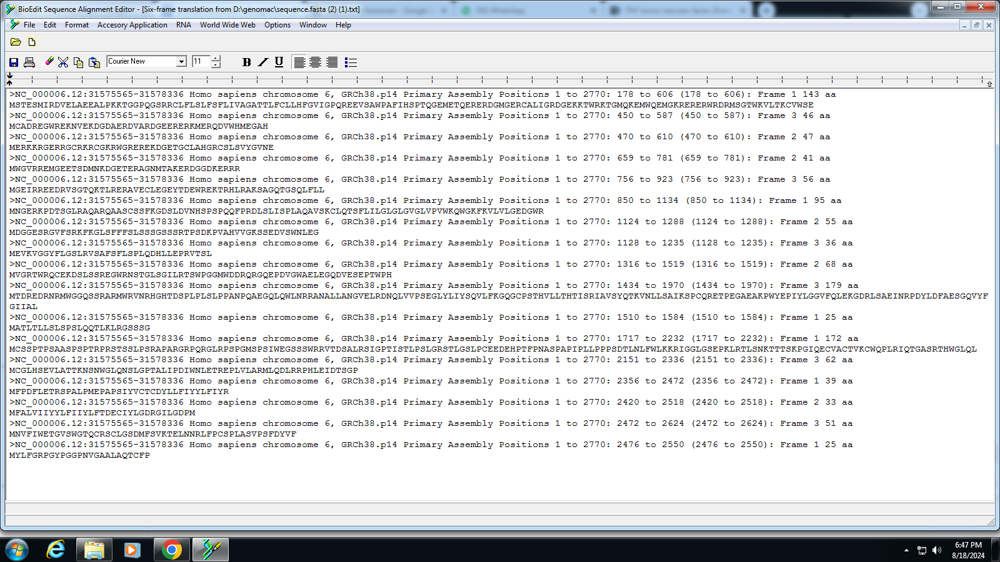 BioEdit Sequence Alignment Editor - [Six-frame translation from D:\genomac\sequence.fasta (2) (1).txt]
File Edit Format Accesory Application RNA World Wide Web Options Window Help
Courier New 11 B I U
>NC_000006.12:31575565-31578336 Homo sapiens chromosome 6, GRCh38.p14 Primary Assembly Positions 1 to 2770: 178 to 606 (178 to 606): Frame 1 143 aa
MSTESMIRDVELAEEALPKKTGGPQGSRRCLFLSLFSFLIVAGATTLFCLLHFGVIGPQREEVSAWPAFIHSPTQGEMETQERERDGMGERCALIGRDGEKKTWRKTGMQKEMWQEMGKRERERWRDRMSGTWKVLTKCVWSE
>NC_000006.12:31575565-31578336 Homo sapiens chromosome 6, GRCh38.p14 Primary Assembly Positions 1 to 2770: 450 to 587 (450 to 587): Frame 3 46 aa
MCADREGWREKNVEKDGDAERDVARDGEERERKMERQDVWHMEGAH
>NC_000006.12:31575565-31578336 Homo sapiens chromosome 6, GRCh38.p14 Primary Assembly Positions 1 to 2770: 470 to 610 (470 to 610): Frame 2 47 aa
MERKKRGERRGCRKRCGKRWGREREKDGETGCLAHGRCSLSVYGVNE
>NC_000006.12:31575565-31578336 Homo sapiens chromosome 6, GRCh38.p14 Primary Assembly Positions 1 to 2770: 659 to 781 (659 to 781): Frame 2 41 aa
MWGVRREMGEETSDMNKDGETERAGNMTAKERDGGDKERRR
>NC_000006.12:31575565-31578336 Homo sapiens chromosome 6, GRCh38.p14 Primary Assembly Positions 1 to 2770: 756 to 923 (756 to 923): Frame 3 56 aa
MGEIRREEDRVSGTQKTLRERAVECLEGEYTDEWREKTRHLRAKSAGQTGSQLFLL
>NC_000006.12:31575565-31578336 Homo sapiens chromosome 6, GRCh38.p14 Primary Assembly Positions 1 to 2770: 850 to 1134 (850 to 1134): Frame 1 95 aa
MNGERKPDTSGLRAQARQAASCSSFKGDSLDVNHSPSPQQFPRDLSLISPLAQAVSKCLQTSFLILGLGLGVGLVPVWKQWGKFKVLVLGEDGWR
>NC_000006.12:31575565-31578336 Homo sapiens chromosome 6, GRCh38.p14 Primary Assembly Positions 1 to 2770: 1124 to 1288 (1124 to 1288): Frame 2 55 aa
MDGGESRGVFSRKFKGLSFFFSLSSSGSSSRTPSDKPVAHVVGKSSEDVSWNLEG
>NC_000006.12:31575565-31578336 Homo sapiens chromosome 6, GRCh38.p14 Primary Assembly Positions 1 to 2770: 1128 to 1235 (1128 to 1235): Frame 3 36 aa
MEVKVGGYFLGSLRVSAFSFLSPLQDHLLEPRVTSL
>NC_000006.12:31575565-31578336 Homo sapiens chromosome 6, GRCh38.p14 Primary Assembly Positions 1 to 2770: 1316 to 1519 (1316 to 1519): Frame 2 68 aa
MVGRTWRQCEKDSLSSREGWRNSTGLSGILRTSWPGGMWDDRQRGQEPDVGWAELEGQDVESEPTWPH
>NC_000006.12:31575565-31578336 Homo sapiens chromosome 6, GRCh38.p14 Primary Assembly Positions 1 to 2770: 1434 to 1970 (1434 to 1970): Frame 3 179 aa
MTDREDRNRMWGGQSSRARMWRVNRHGHTDSPLPLSLPPANPQAEGQLQWLNRRANALLANGVELRDNQLVVPSEGLYLIYSQVLFKGQGCPSTHVLLTHTISRIAVSYQTKVNLLSAIKSPCQRETPEGAEAKPWYEPIYLGGVFQLEKGDRLSAEINRPDYLDFAESGQVYF
GIIAL
>NC_000006.12:31575565-31578336 Homo sapiens chromosome 6, GRCh38.p14 Primary Assembly Positions 1 to 2770: 1510 to 1584 (1510 to 1584): Frame 1 25 aa
MATLTLLSLSPSLQQTLKLRGSSSG
>NC_000006.12:31575565-31578336 Homo sapiens chromosome 6, GRCh38.p14 Primary Assembly Positions 1 to 2770: 1717 to 2232 (1717 to 2232): Frame 1 172 aa
MCSSPTPSAASPSPTRPRSTSSLPSRAPARGRPQRGLRPSPGMSPSIWEGSSSWRRVTDSALRSIGPTISTLPSLGRSTLGSLPCEEDEHPTFPNASPAPIPLLPPPSDTLNLFWLKKRIGGLGSEPKLRTLSNKTTTSKPGIQECVACTVKCWQPLRIQTGASRTHWGLQL
>NC_000006.12:31575565-31578336 Homo sapiens chromosome 6, GRCh38.p14 Primary Assembly Positions 1 to 2770: 2151 to 2336 (2151 to 2336): Frame 3 62 aa
MCGLHSEVLATTKNSNWGLQNSLGPTALIPDIWNLETREPLVLARMLQDLRRPHLEIDTSGP
>NC_000006.12:31575565-31578336 Homo sapiens chromosome 6, GRCh38.p14 Primary Assembly Positions 1 to 2770: 2356 to 2472 (2356 to 2472): Frame 1 39 aa
MFPDFLETRSPALPMEPAPSIYVCTCDYLLFIYYLFIYR
>NC_000006.12:31575565-31578336 Homo sapiens chromosome 6, GRCh38.p14 Primary Assembly Positions 1 to 2770: 2420 to 2518 (2420 to 2518): Frame 2 33 aa
MFALVIIYYLFIIYLFTDECIYLGDRGILGDPM
>NC_000006.12:31575565-31578336 Homo sapiens chromosome 6, GRCh38.p14 Primary Assembly Positions 1 to 2770: 2472 to 2624 (2472 to 2624): Frame 3 51 aa
MNVFIWETGVSWGTQCRSCLGSDMFSVKTELNNRLFPCSPLASVPSFDYVF
>NC_000006.12:31575565-31578336 Homo sapiens chromosome 6, GRCh38.p14 Primary Assembly Positions 1 to 2770: 2476 to 2550 (2476 to 2550): Frame 1 25 aa
MYLFGRPGYPGGPNVGAALAQTCFP
6:47 PM
8/18/2024